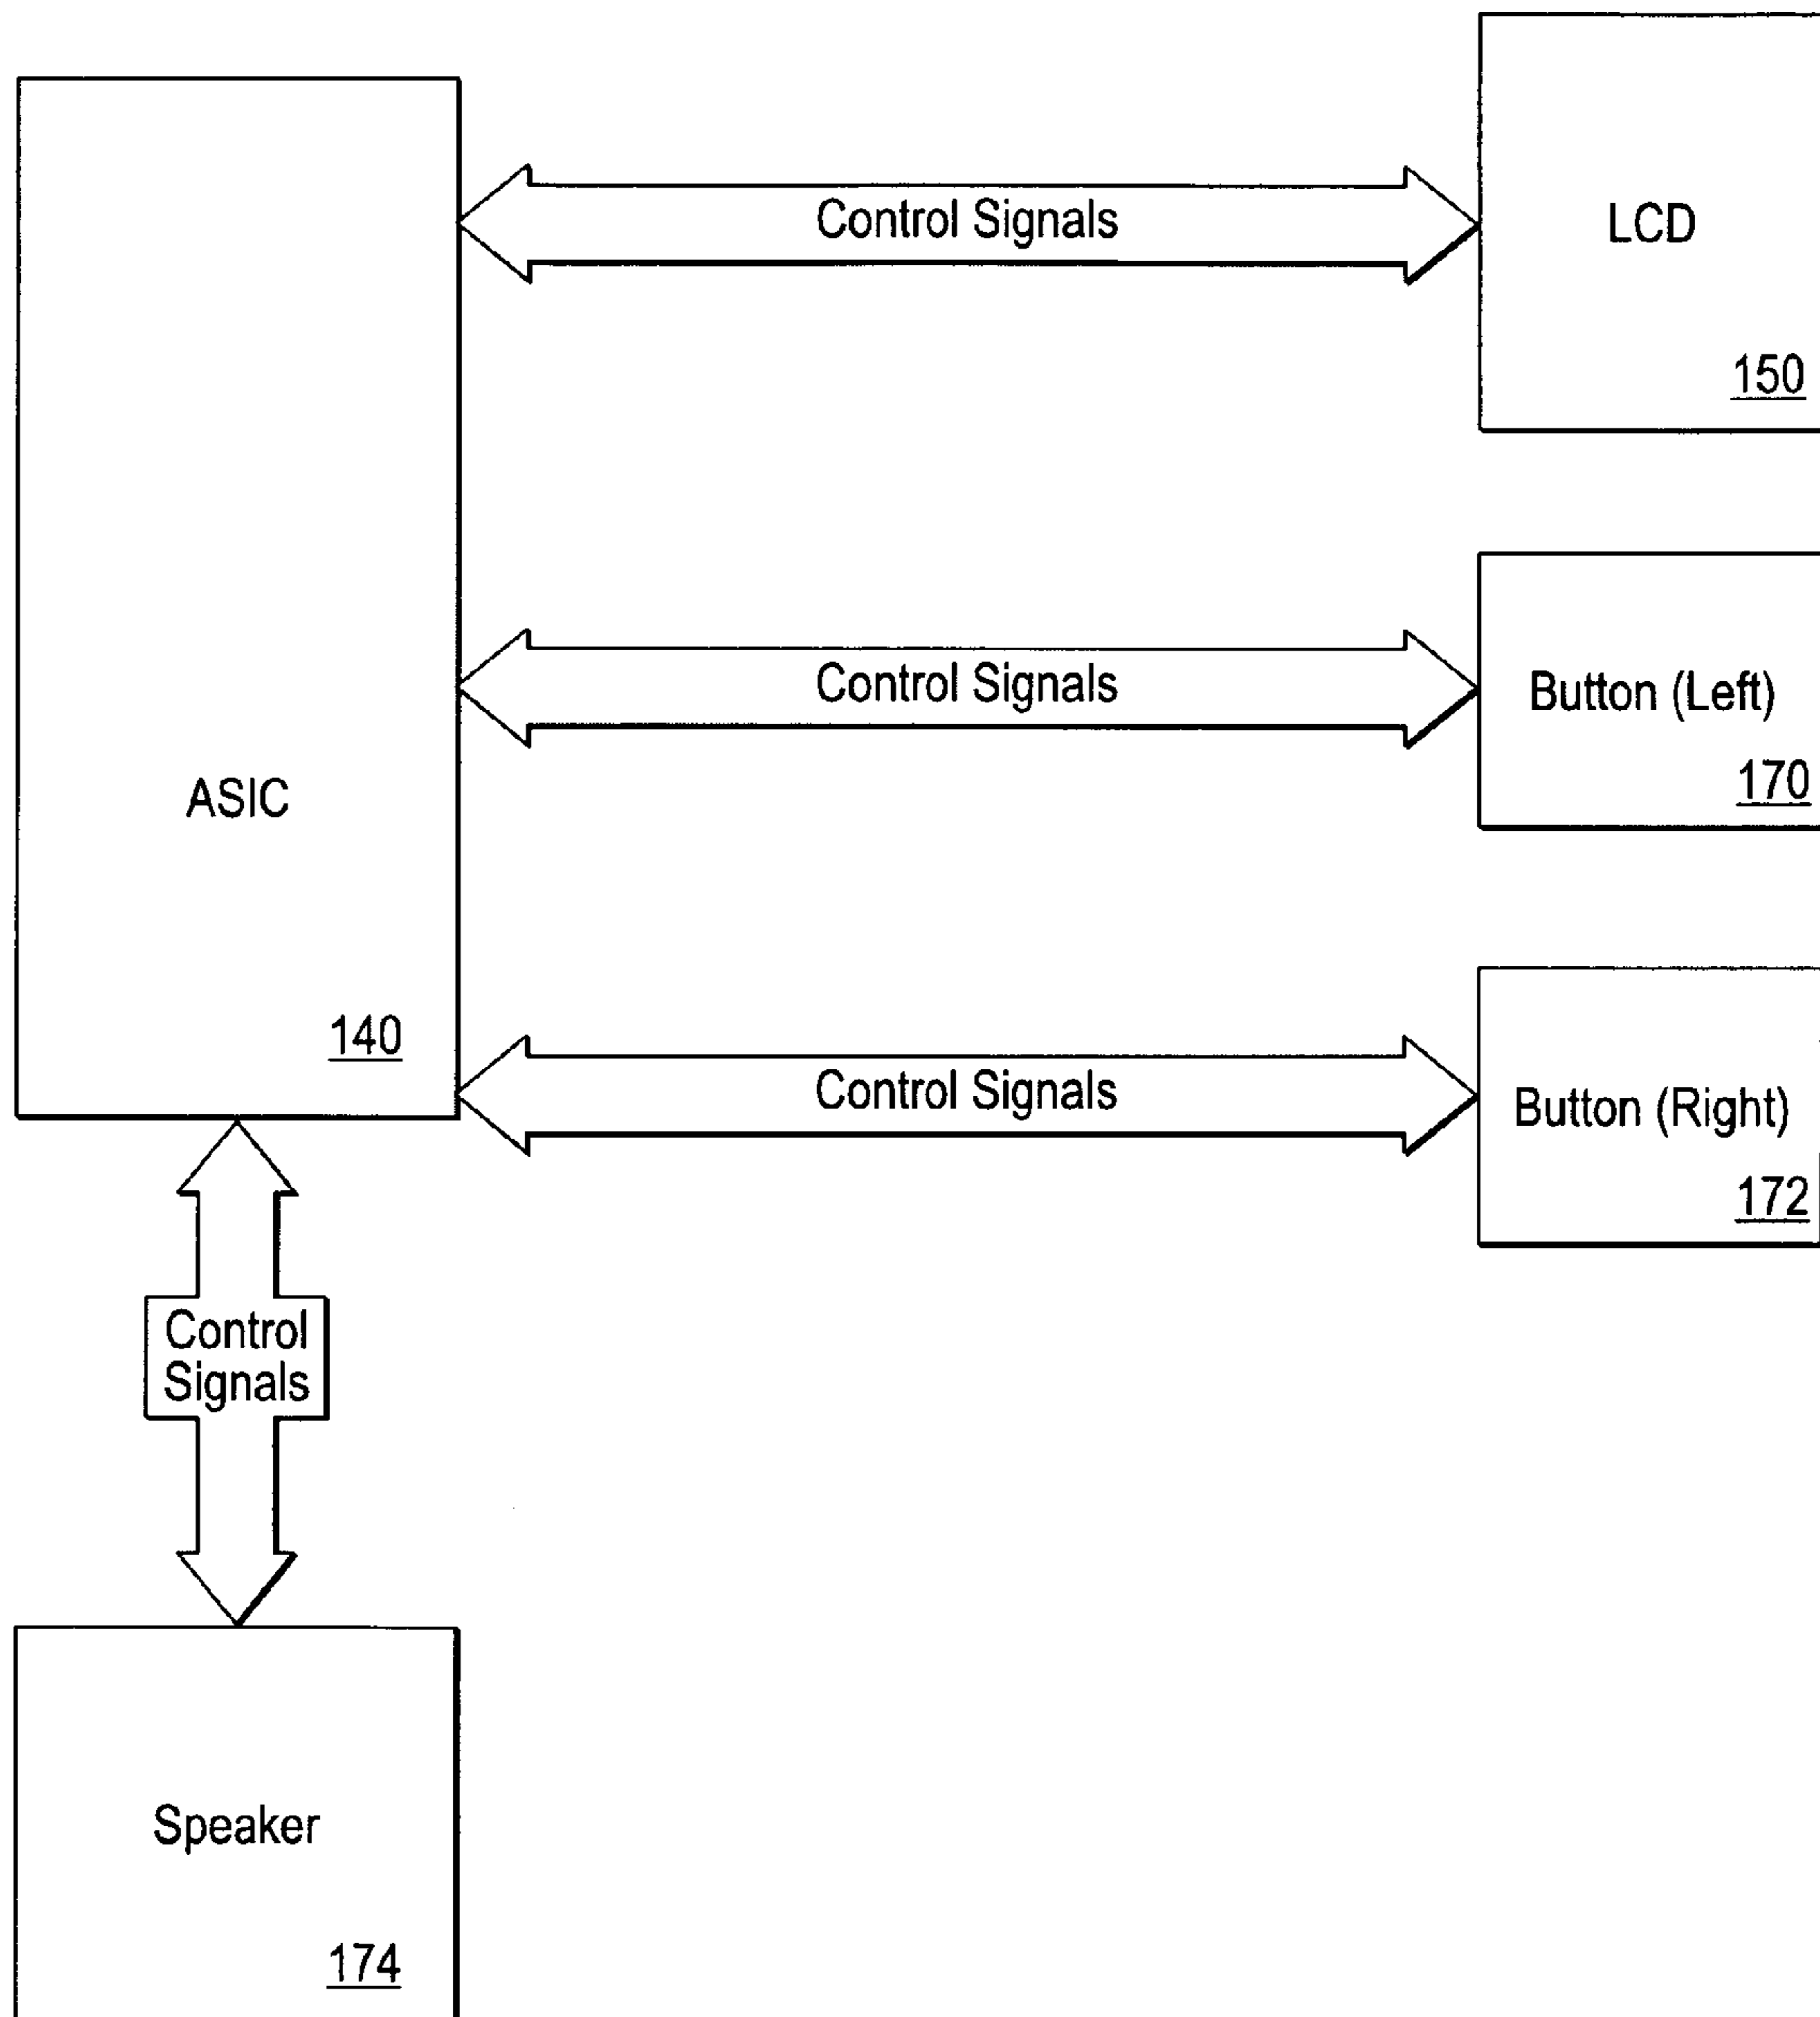 Control Signals
LCD
150
Control Signals
Button (Left)
170
ASIC
140
Control Signals
Button (Right)
172
Control
Signals
Speaker
174